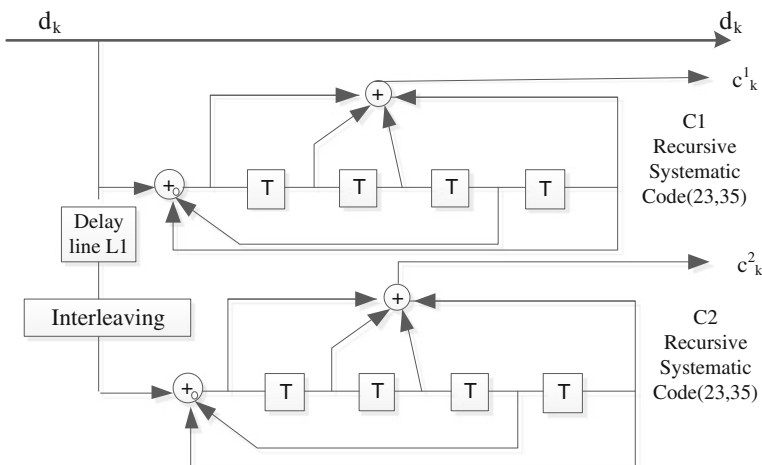 d_k
d_k
c^1_k
C1
Recursive
Systematic
Code(23,35)
+
+
T
T
T
T
Delay
line L1
c^2_k
Interleaving
+
C2
Recursive
Systematic
Code(23,35)
+
T
T
T
T